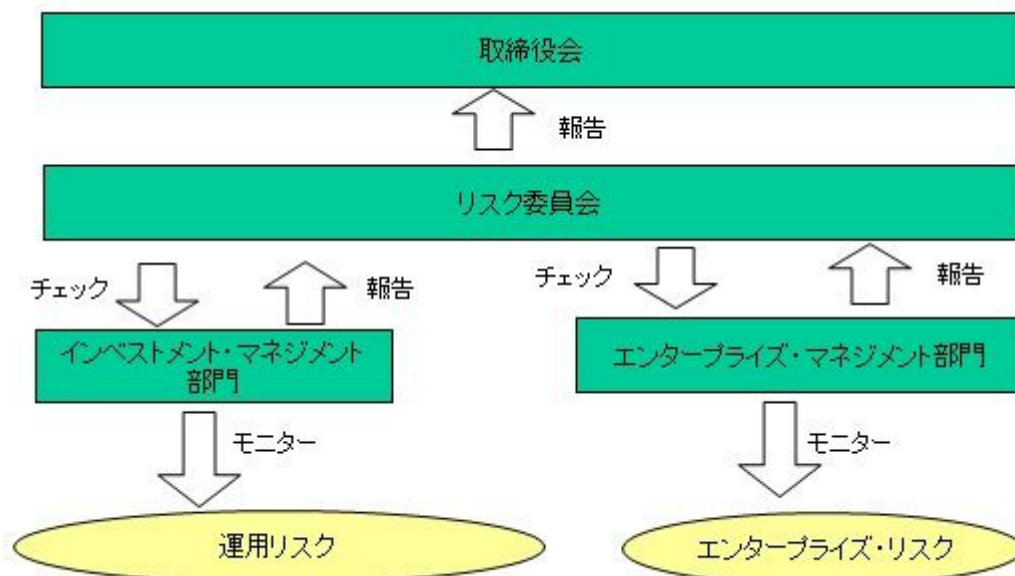 取締役会
報告
リスク委員会
チェック
報告
チェック
報告
インベストメント・マネジメント
部門
エンタープライズ・マネジメント部門
モニター
モニター
運用リスク
エンタープライズ・リスク